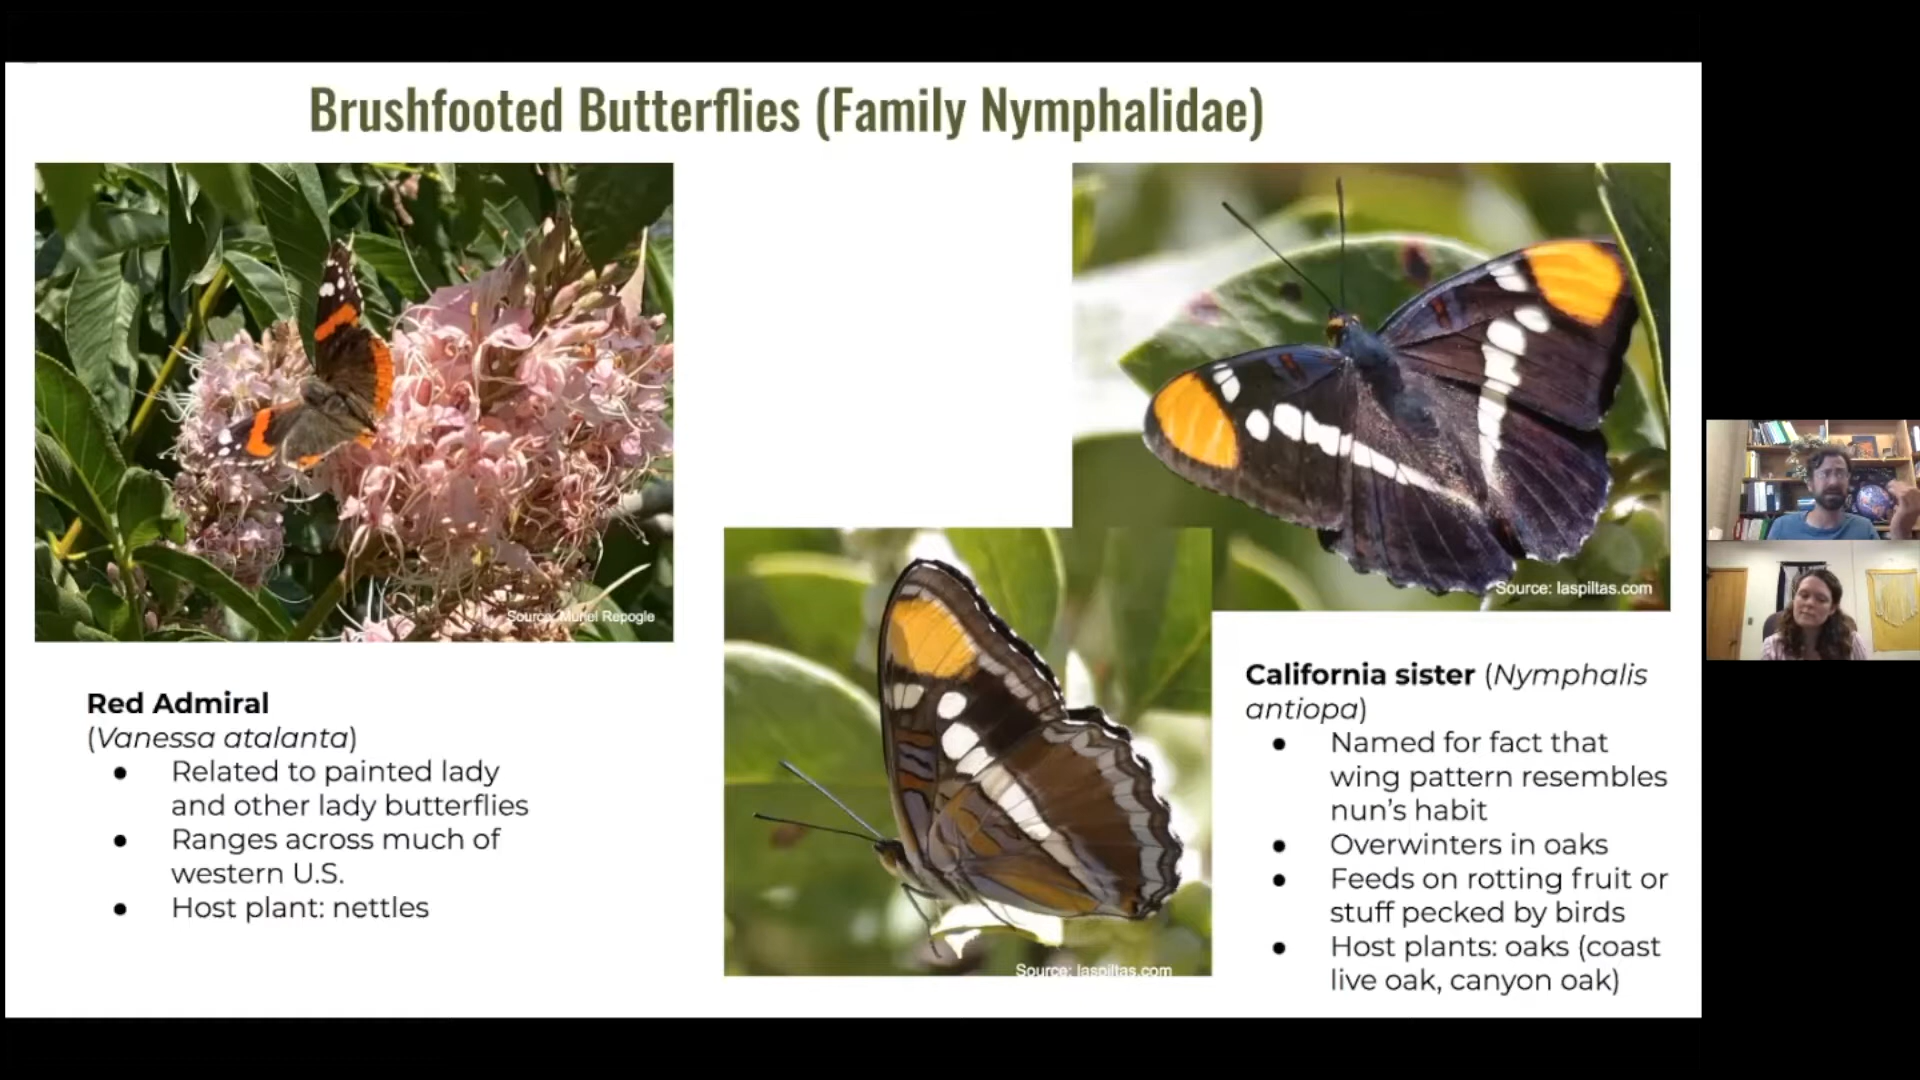 Brushfooted Butterflies (Family Nymphalidae)
Source: Muriel Repogle
Source: laspiltas.com
Source: laspiltas.com
Red Admiral
(Vanessa atalanta)
● Related to painted lady
and other lady butterflies
● Ranges across much of
western U.S.
● Host plant: nettles
California sister (Nymphalis
antiopa)
● Named for fact that
wing pattern resembles
nun's habit
● Overwinters in oaks
● Feeds on rotting fruit or
stuff pecked by birds
● Host plants: oaks (coast
live oak, canyon oak)